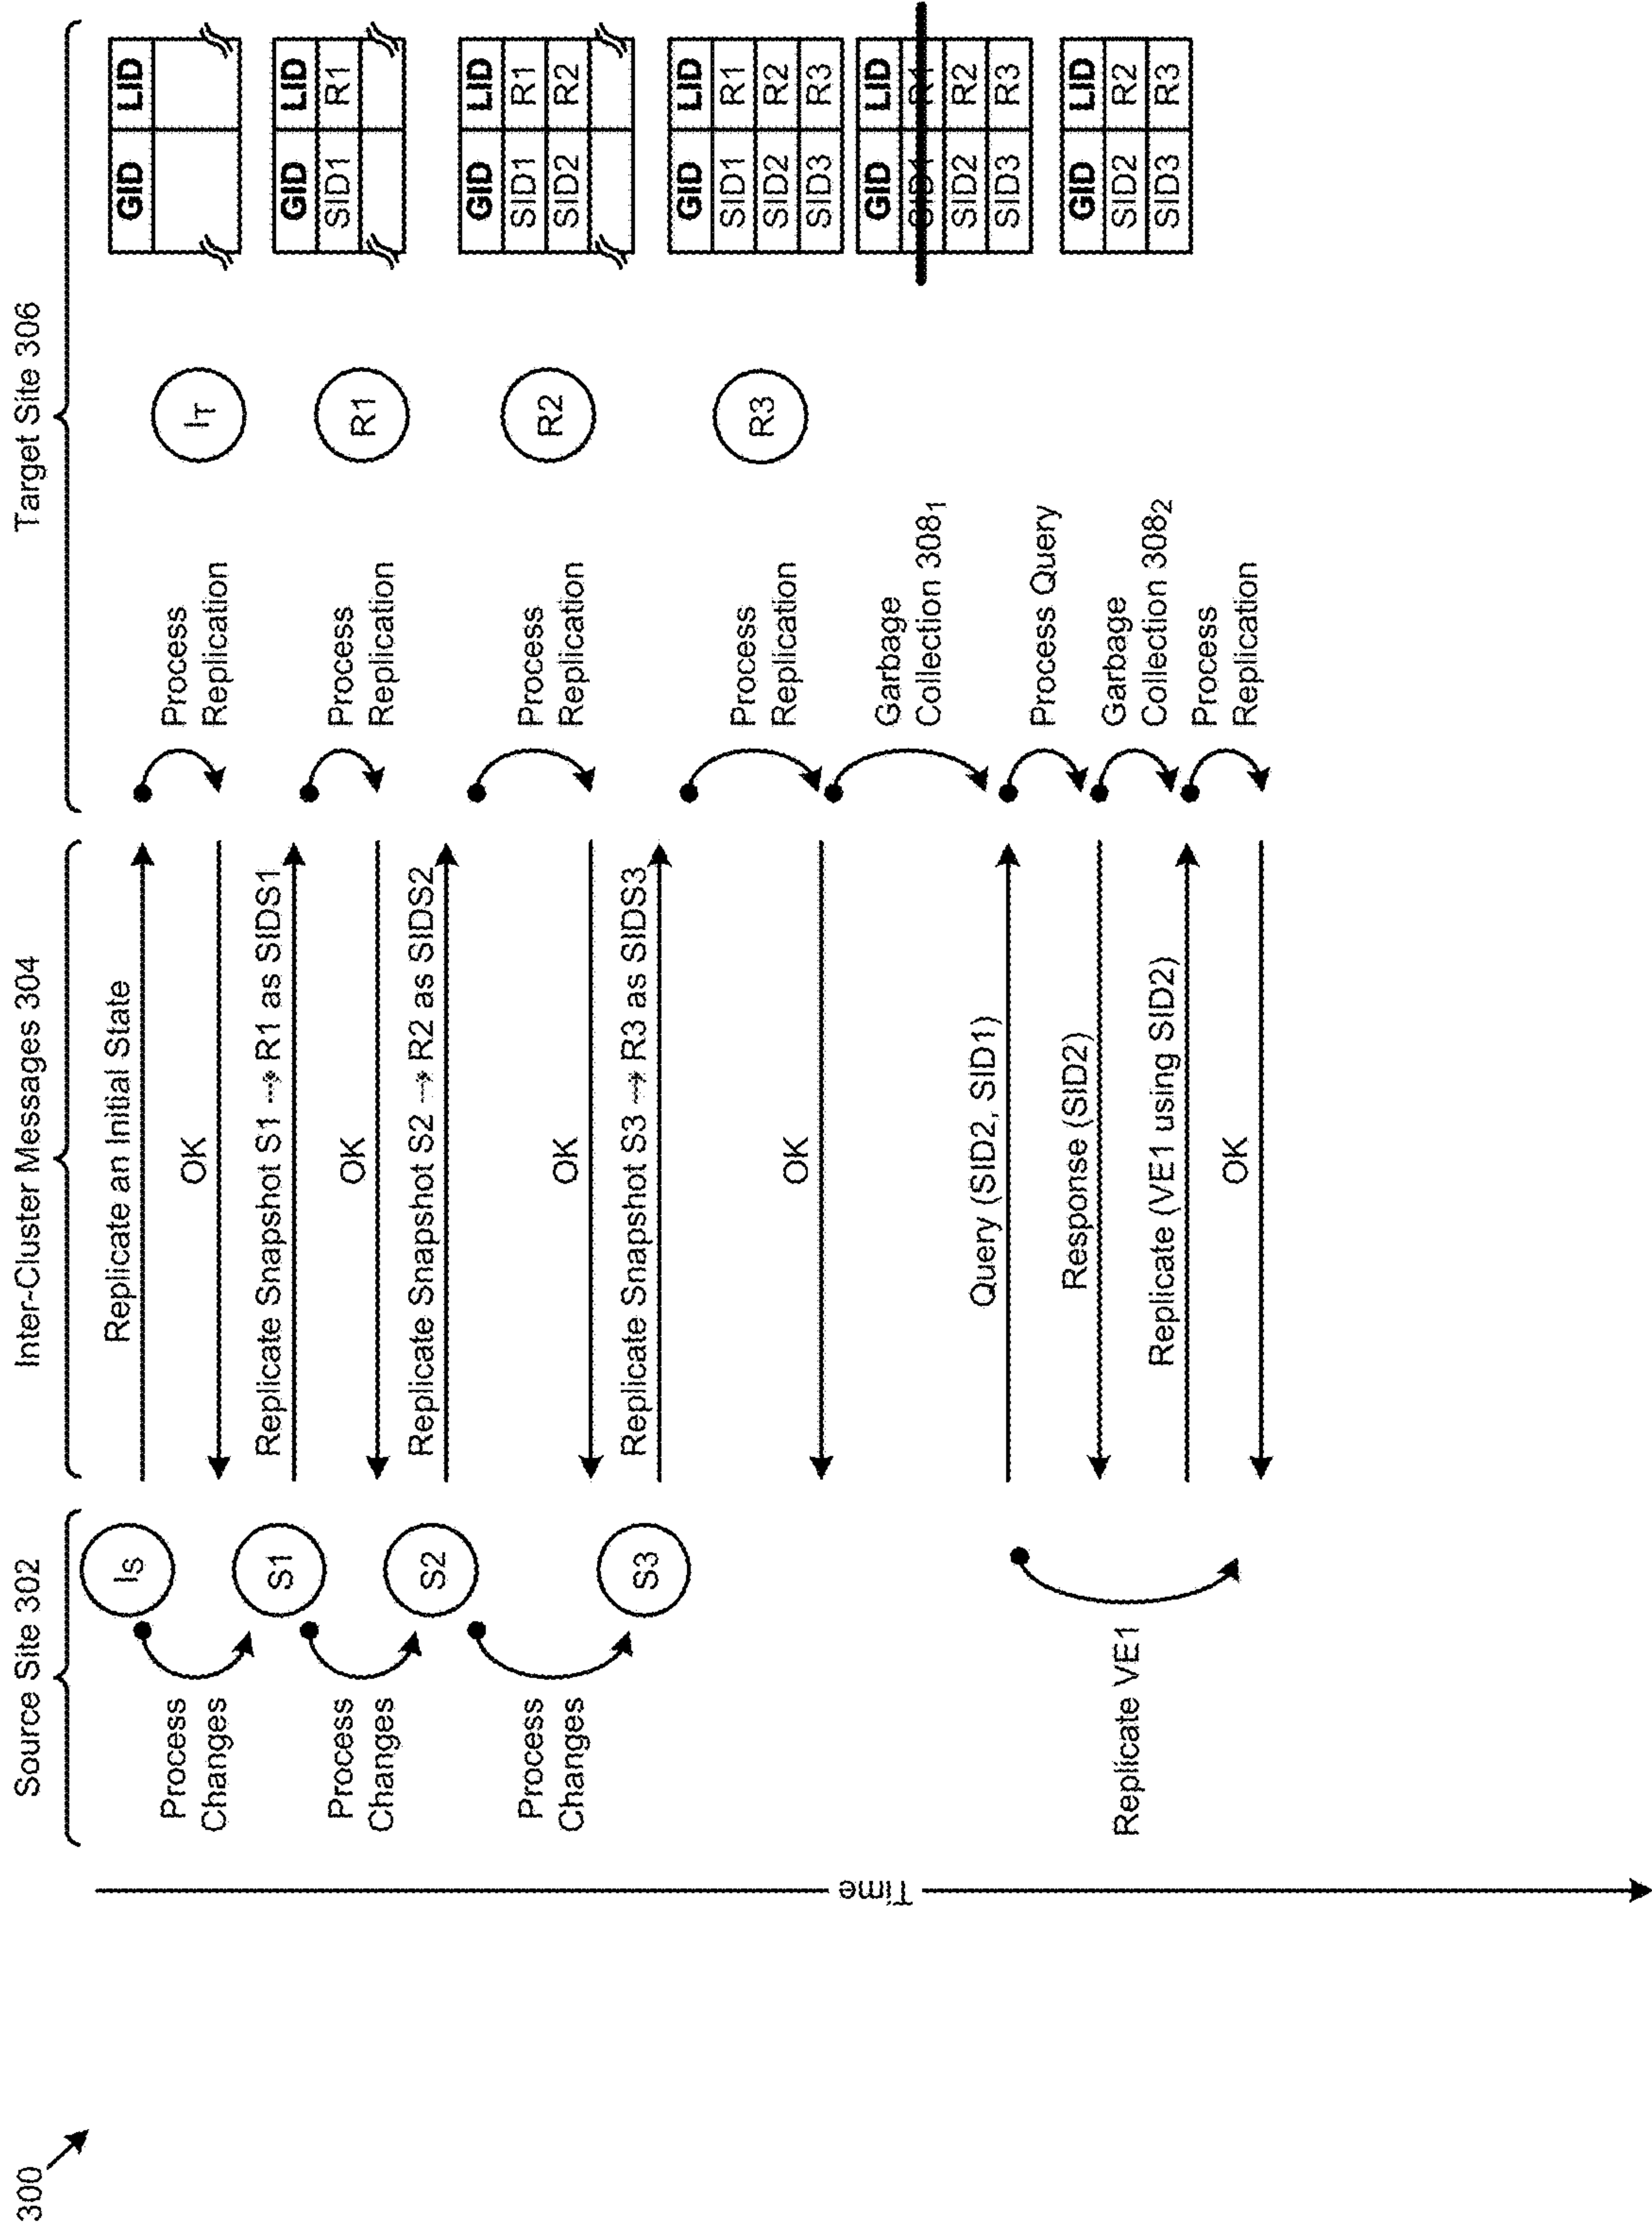 300
Source Site 302
Inter-Cluster Messages 304
Target Site 306
Time
IS
Replicate an Initial State
Process
Changes
Process
Replication
IT
GID LID
OK
S1
Replicate Snapshot S1 → R1 as SIDS1
Process
Changes
Process
Replication
R1
GID LID
SID1 R1
OK
S2
Replicate Snapshot S2 → R2 as SIDS2
Process
Changes
Process
Replication
R2
GID LID
SID1 R1
SID2 R2
OK
S3
Replicate Snapshot S3 → R3 as SIDS3
Process
Replication
R3
GID LID
SID1 R1
SID2 R2
SID3 R3
OK
Garbage
Collection 3081
GID LID
SID1 R1
SID2 R2
SID3 R3
Query (SID2, SID1)
Process Query
Replicate VE1
Response (SID2)
Garbage
Collection 3082
GID LID
SID2 R2
SID3 R3
Replicate (VE1 using SID2)
Process
Replication
OK